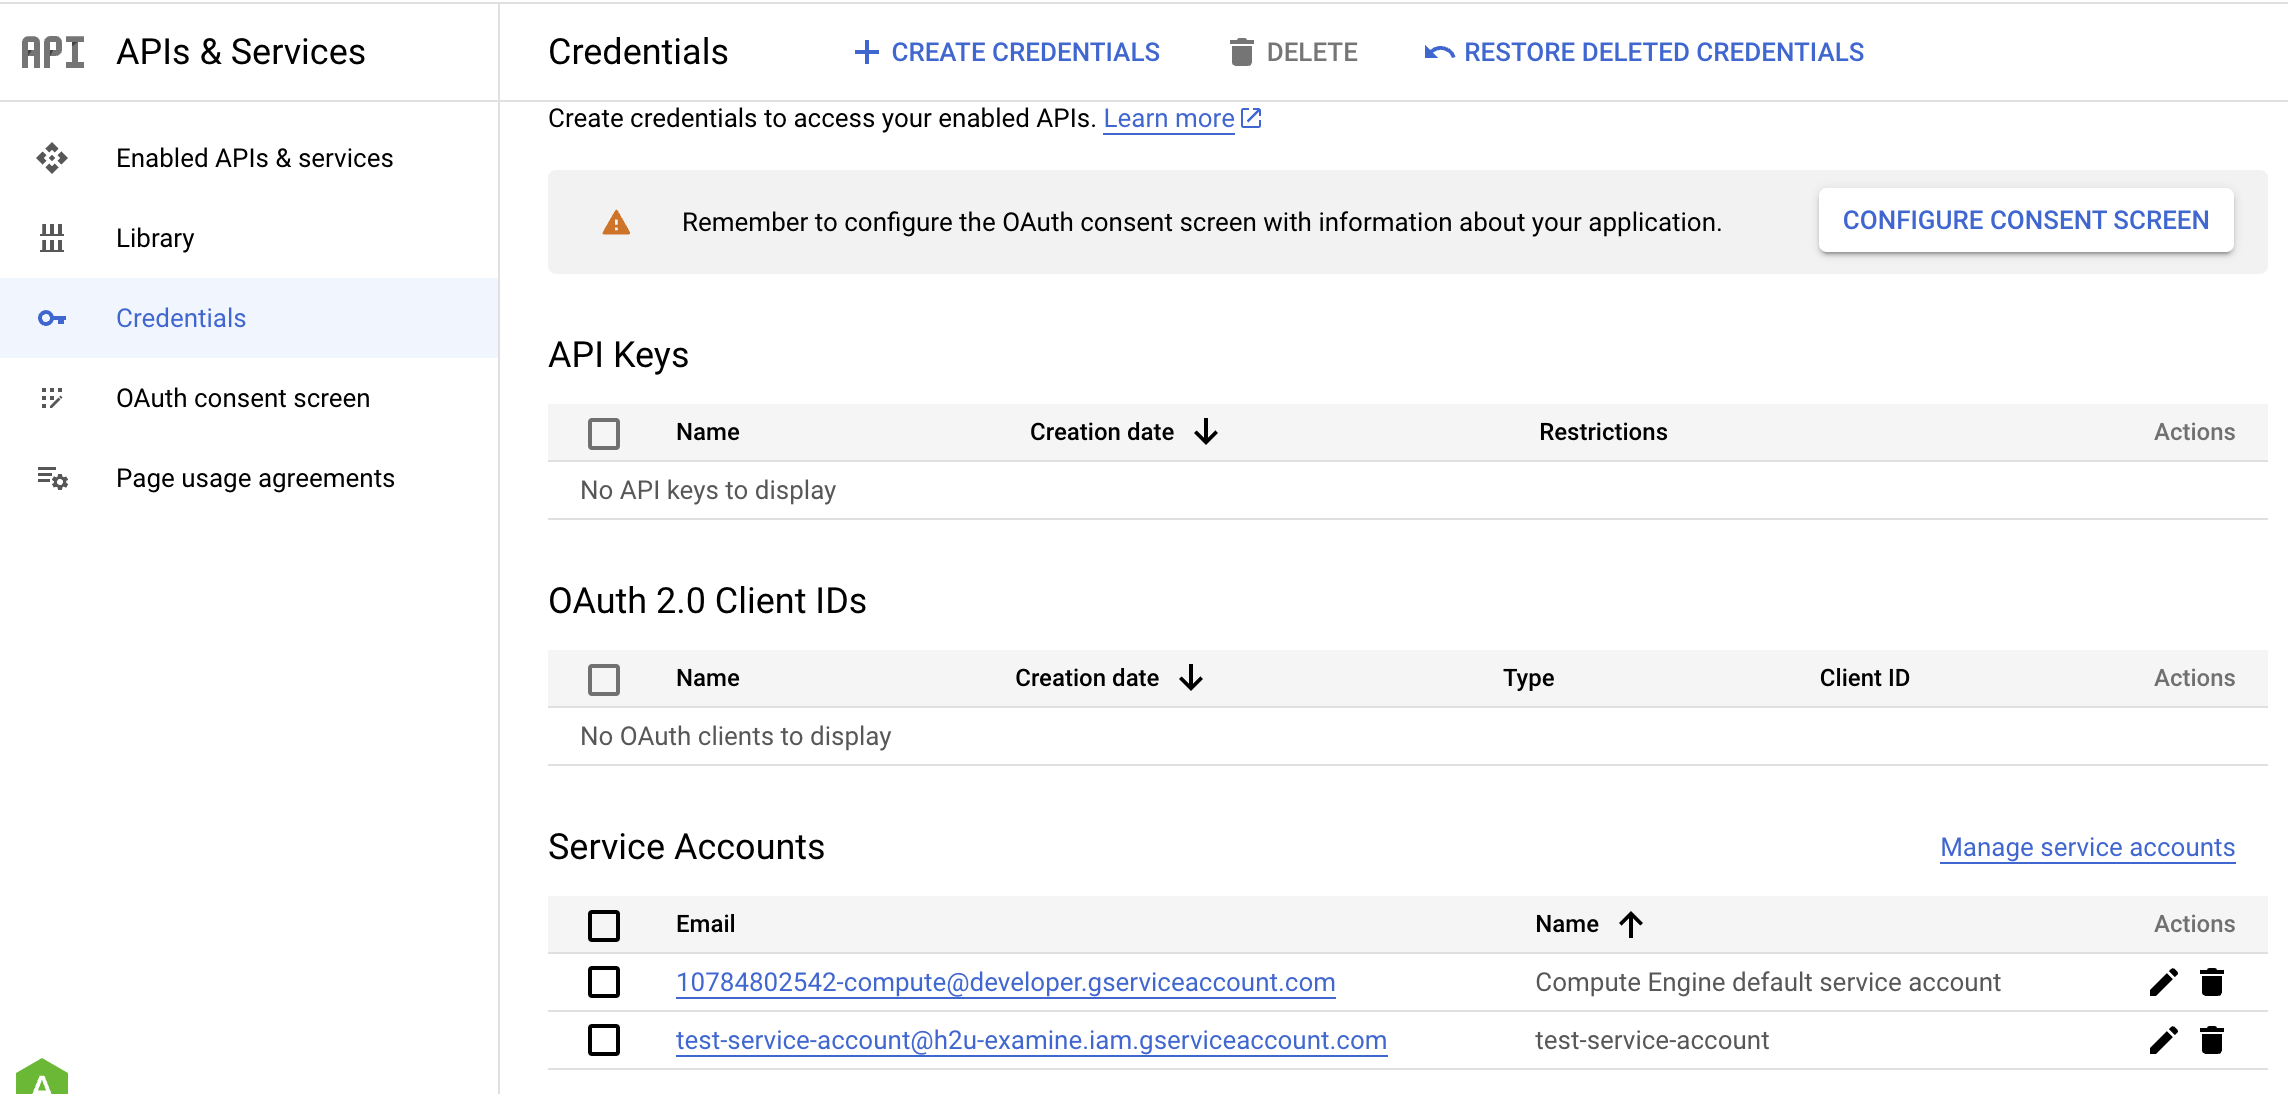 API APIs & Services
Credentials
CREATE CREDENTIALS
DELETE
RESTORE DELETED CREDENTIALS
Enabled APIs & services
Library
Credentials
OAuth consent screen
Page usage agreements
Create credentials to access your enabled APIs. Learn more
Remember to configure the OAuth consent screen with information about your application.
CONFIGURE CONSENT SCREEN
API Keys
Name Creation date Restrictions Actions
No API keys to display
OAuth 2.0 Client IDs
Name Creation date Type Client ID Actions
No OAuth clients to display
Service Accounts
Manage service accounts
Email Name Actions
10784802542-compute@developer.gserviceaccount.com Compute Engine default service account
test-service-account@h2u-examine.iam.gserviceaccount.com test-service-account
A